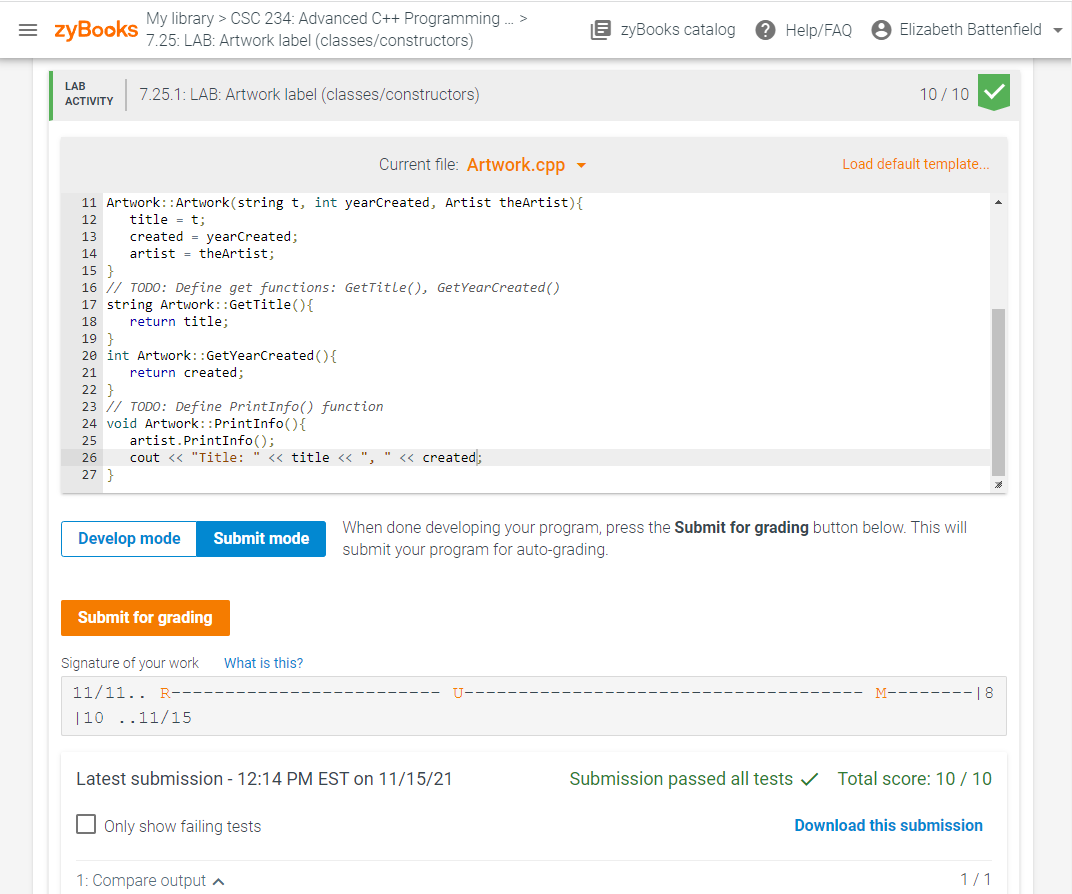 zyBooks
My library > CSC 234: Advanced C++ Programming ... >
7.25: LAB: Artwork label (classes/constructors)
zyBooks catalog
Help/FAQ
Elizabeth Battenfield
LAB
ACTIVITY
7.25.1: LAB: Artwork label (classes/constructors)
10 / 10
Current file: Artwork.cpp
Load default template...
11 Artwork::Artwork(string t, int yearCreated, Artist theArtist){
12    title = t;
13    created = yearCreated;
14    artist = theArtist;
15 }
16 // TODO: Define get functions: GetTitle(), GetYearCreated()
17 string Artwork::GetTitle(){
18    return title;
19 }
20 int Artwork::GetYearCreated(){
21    return created;
22 }
23 // TODO: Define PrintInfo() function
24 void Artwork::PrintInfo(){
25    artist.PrintInfo();
26    cout << "Title: " << title << ", " << created;
27 }
Develop mode
Submit mode
When done developing your program, press the Submit for grading button below. This will
submit your program for auto-grading.
Submit for grading
Signature of your work
What is this?
11/11.. R------------------------- U------------------------------------- M--------|8
|10 ..11/15
Latest submission - 12:14 PM EST on 11/15/21
Submission passed all tests ✓
Total score: 10 / 10
Only show failing tests
Download this submission
1: Compare output
1 / 1